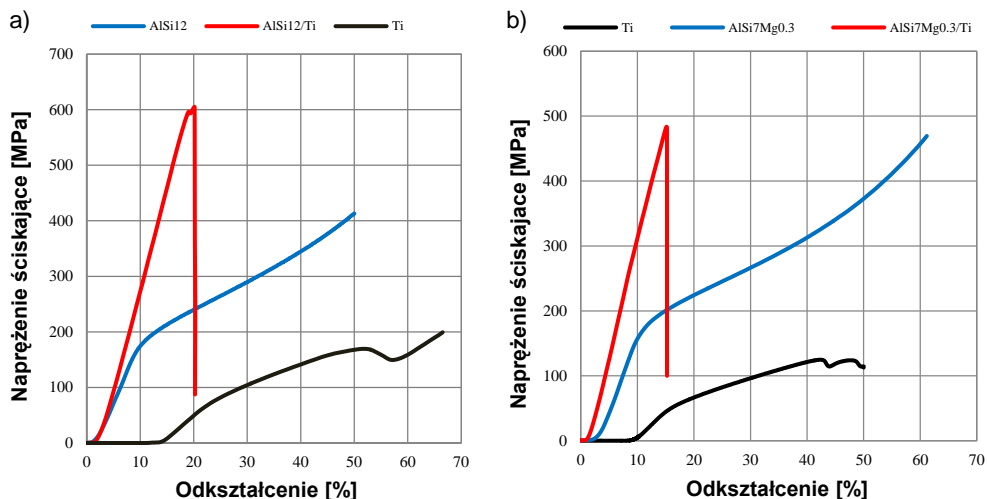 a)
AlSi12 AlSi12/Ti Ti
Naprężenie ściskające [MPa]
700
600
500
400
300
200
100
0
0 10 20 30 40 50 60 70
Odkształcenie [%]
b)
Ti AlSi7Mg0.3 AlSi7Mg0.3/Ti
Naprężenie ściskajace [MPa]
600
500
400
300
200
100
0
0 10 20 30 40 50 60 70
Odkształcenie [%]